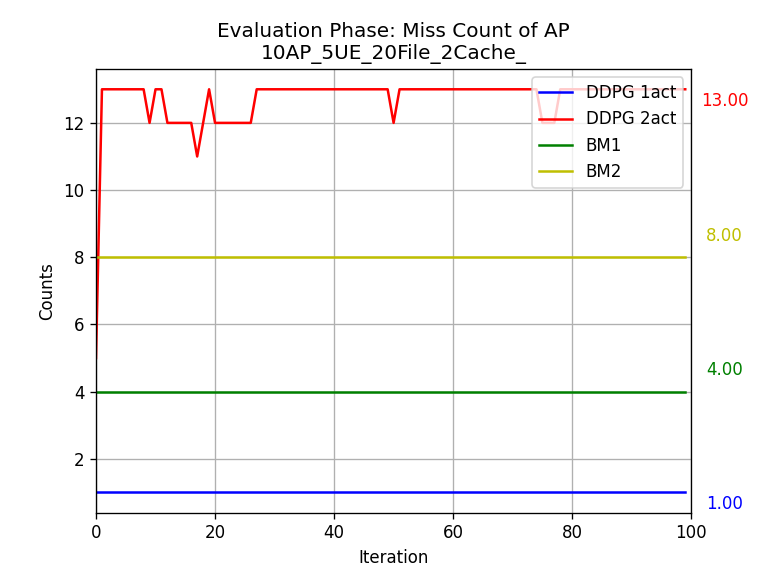 Evaluation Phase: Miss Count of AP
10AP_5UE_20File_2Cache_
DDPG 1act
DDPG 2act
BM1
BM2
13.00
8.00
4.00
1.00
12
10
8
6
4
2
Counts
0
20
40
60
80
100
Iteration